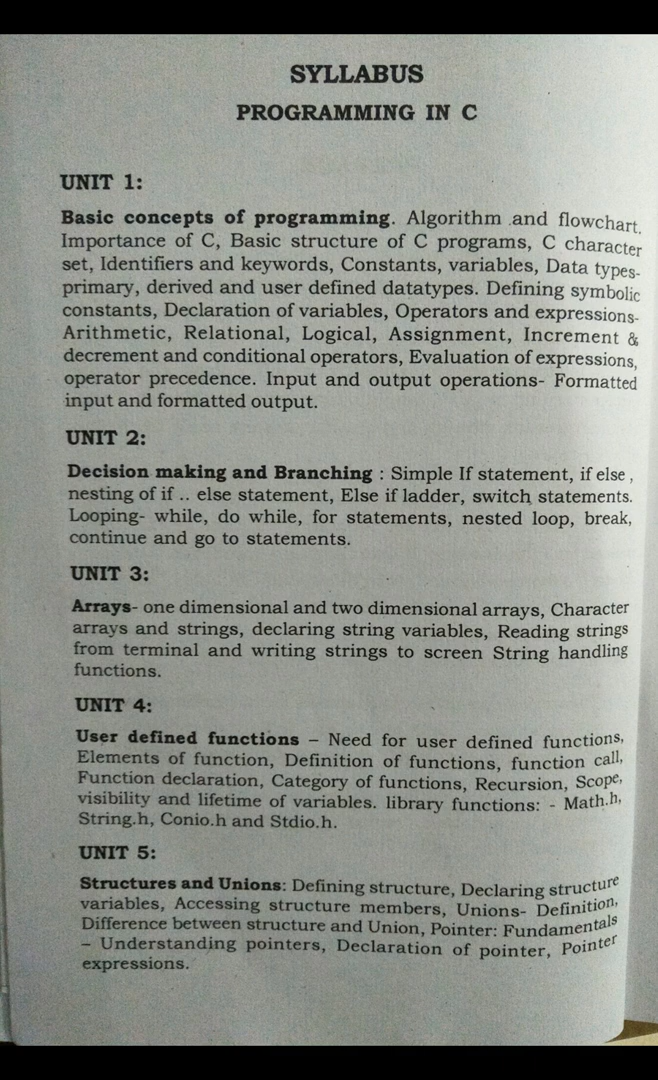 SYLLABUS
PROGRAMMING IN C
UNIT 1:
Basic concepts of programming. Algorithm and flowchart.
Importance of C, Basic structure of C programs, C character
set, Identifiers and keywords, Constants, variables, Data types-
primary, derived and user defined datatypes. Defining symbolic
constants, Declaration of variables, Operators and expressions-
Arithmetic, Relational, Logical, Assignment, Increment &
decrement and conditional operators, Evaluation of expressions,
operator precedence. Input and output operations- Formatted
input and formatted output.
UNIT 2:
Decision making and Branching : Simple If statement, if else ,
nesting of if .. else statement, Else if ladder, switch statements.
Looping- while, do while, for statements, nested loop, break,
continue and go to statements.
UNIT 3:
Arrays- one dimensional and two dimensional arrays, Character
arrays and strings, declaring string variables, Reading strings
from terminal and writing strings to screen String handling
functions.
UNIT 4:
User defined functions – Need for user defined functions,
Elements of function, Definition of functions, function call,
Function declaration, Category of functions, Recursion, Scope,
visibility and lifetime of variables. library functions: - Math.h,
String.h, Conio.h and Stdio.h.
UNIT 5:
Structures and Unions: Defining structure, Declaring structure
variables, Accessing structure members, Unions- Definition,
Difference between structure and Union, Pointer: Fundamentals
– Understanding pointers, Declaration of pointer, Pointer
expressions.